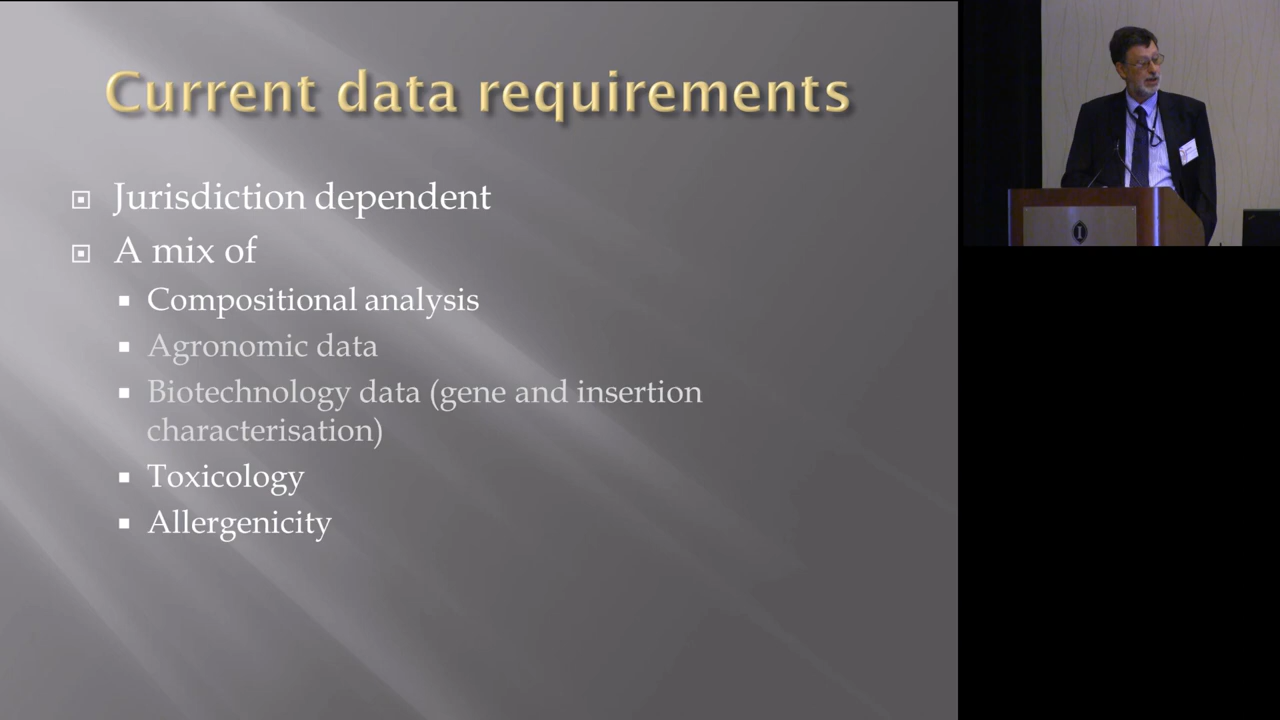 Current data requirements
Jurisdiction dependent
A mix of
Compositional analysis
Agronomic data
Biotechnology data (gene and insertion
characterisation)
Toxicology
Allergenicity